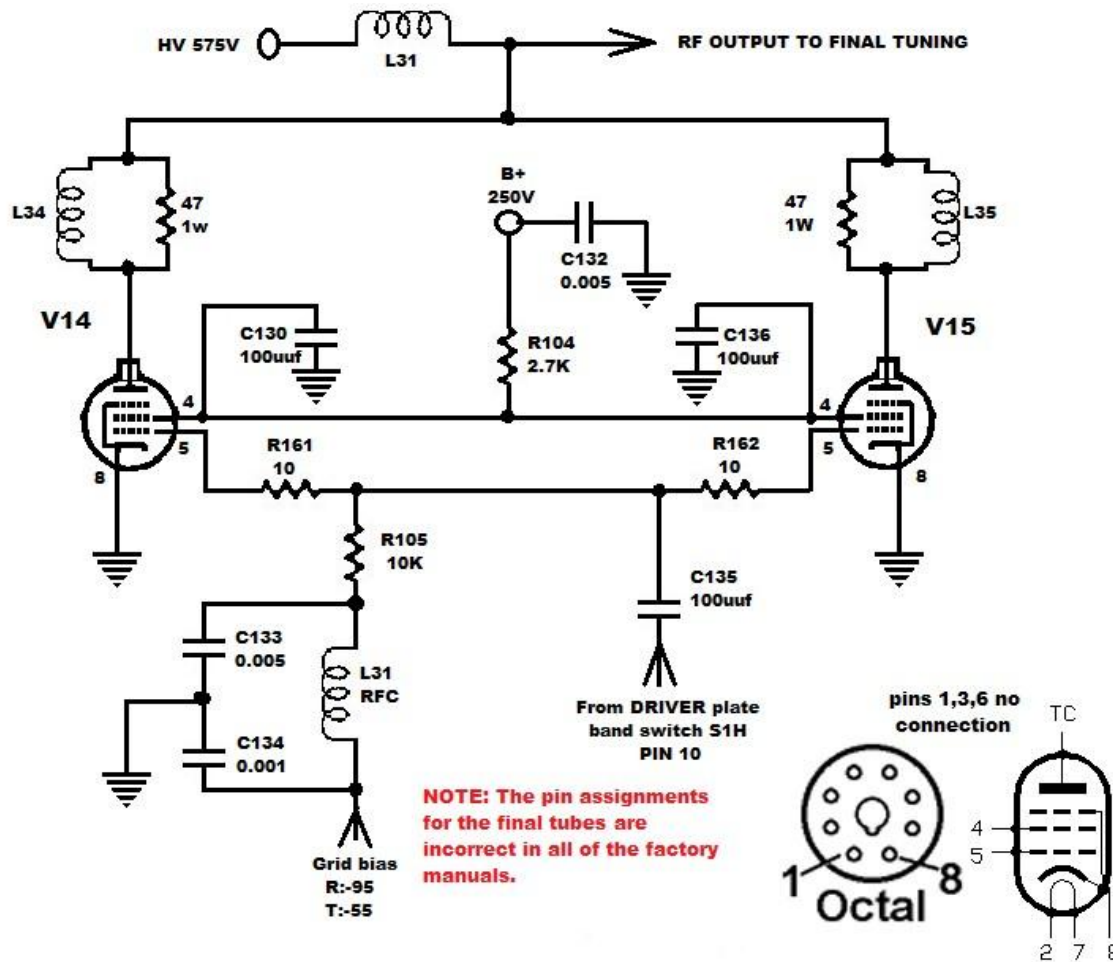 HV 575V
L31
RF OUTPUT TO FINAL TUNING
L34
47
1w
B+
250V
C132
0.005
47
1W
L35
V14
C130
100uuf
R104
2.7K
C136
100uuf
V15
4
5
8
4
5
8
R161
10
R162
10
R105
10K
C135
100uuf
C133
0.005
L31
RFC
C134
0.001
From DRIVER plate
band switch S1H
PIN 10
Grid bias
R:-95
T:-55
NOTE: The pin assignments
for the final tubes are
incorrect in all of the factory
manuals.
pins 1,3,6 no
connection
TC
4
5
1
8
Octal
2 7 8